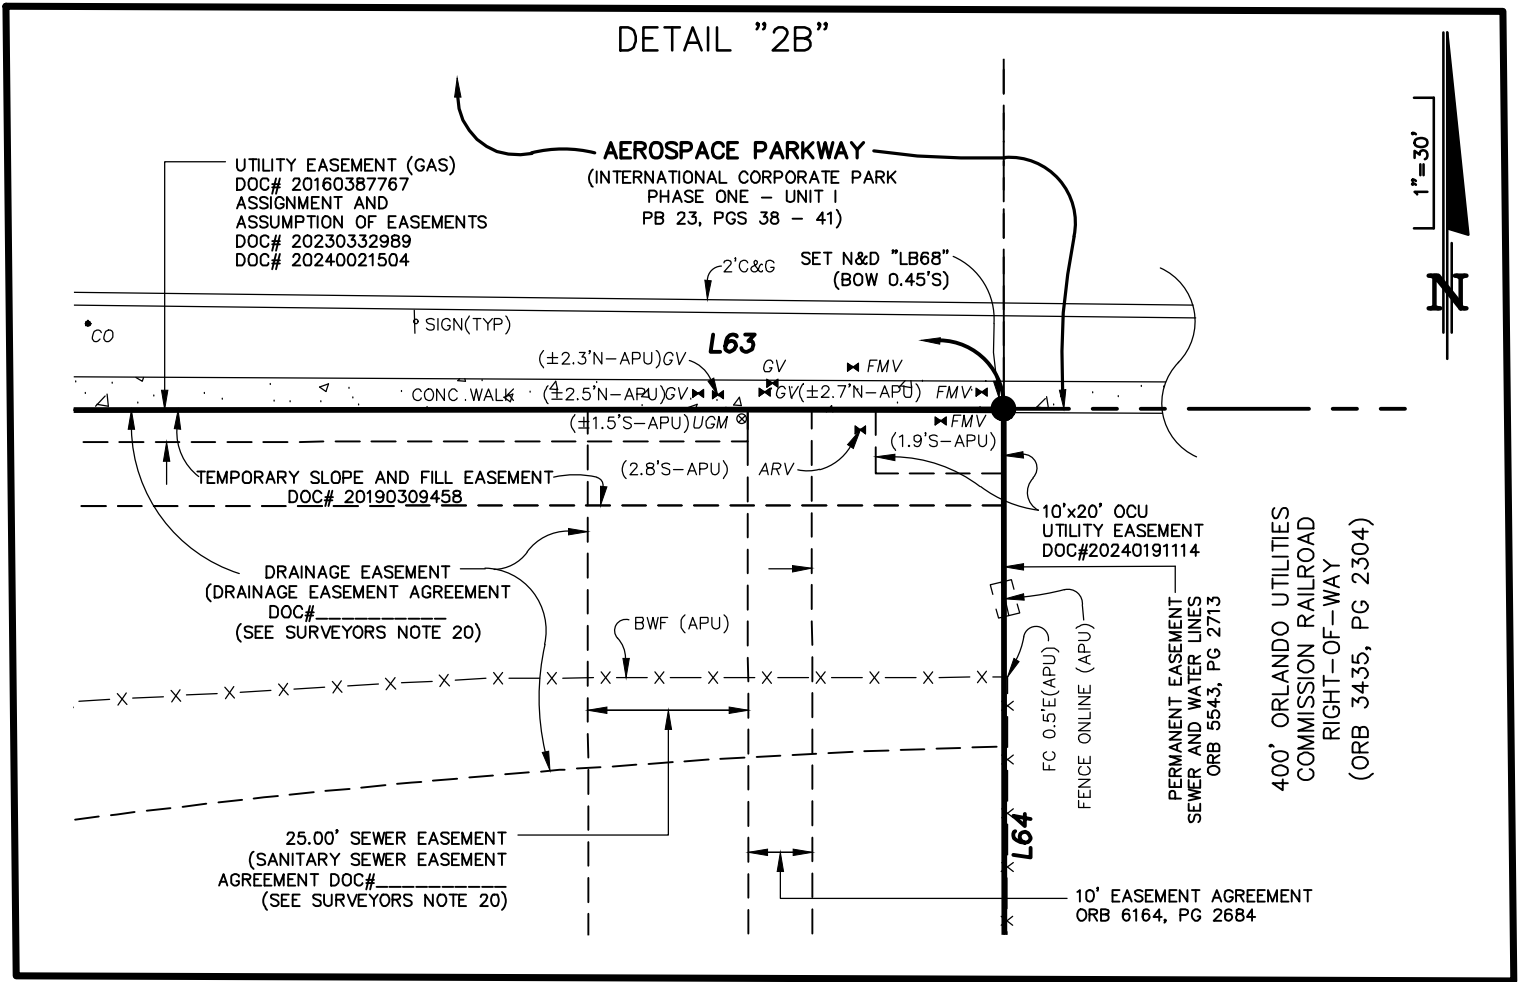 DETAIL "2B"
AEROSPACE PARKWAY
(INTERNATIONAL CORPORATE PARK
PHASE ONE - UNIT I
PB 23, PGS 38 - 41)
1"=30'
N
UTILITY EASEMENT (GAS)
DOC# 20160387767
ASSIGNMENT AND
ASSUMPTION OF EASEMENTS
DOC# 20230332989
DOC# 20240021504
2'C&G
SET N&D "LB68"
(BOW 0.45'S)
CO
SIGN(TYP)
L63
(±2.3'N-APU)GV
GV
FMV
CONC. WALK
(±2.5'N-APU)GV
GV(±2.7'N-APU)
FMV
(±1.5'S-APU)UGM
FMV
(1.9'S-APU)
(2.8'S-APU) ARV
TEMPORARY SLOPE AND FILL EASEMENT
DOC# 20190309458
10'x20' OCU
UTILITY EASEMENT
DOC#20240191114
DRAINAGE EASEMENT
(DRAINAGE EASEMENT AGREEMENT
DOC#___________
(SEE SURVEYORS NOTE 20)
BWF (APU)
FC 0.5'E(APU)
FENCE ONLINE (APU)
PERMANENT EASEMENT
SEWER AND WATER LINES
ORB 5543, PG 2713
400' ORLANDO UTILITIES
COMMISSION RAILROAD
RIGHT-OF-WAY
(ORB 3435, PG 2304)
L64
25.00' SEWER EASEMENT
(SANITARY SEWER EASEMENT
AGREEMENT DOC#___________
(SEE SURVEYORS NOTE 20)
10' EASEMENT AGREEMENT
ORB 6164, PG 2684